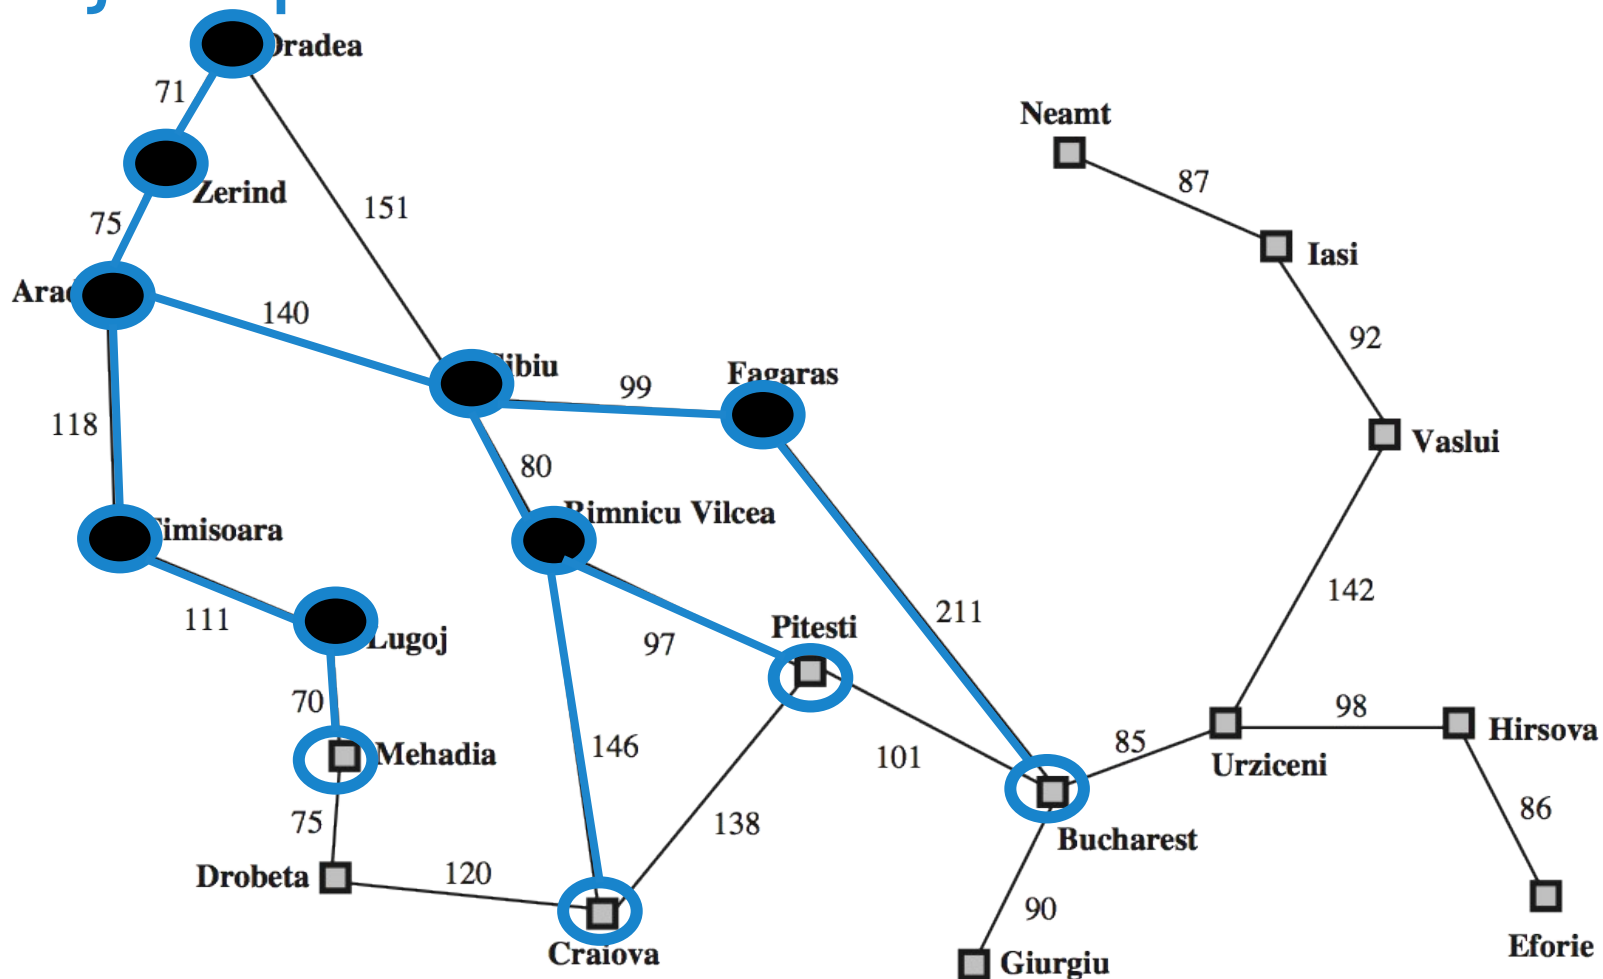 Oradea
71
Neamt
87
Zerind
151
75
Iasi
Arad
140
92
Sibiu
99
Fagaras
118
Vaslui
80
Rimnicu Vilcea
Timisoara
142
211
111
Pitesti
97
Lugoj
70
98
146
Mehadia
101
85
Hirsova
Urziceni
75
138
86
Bucharest
Drobeta
120
90
Craiova
Eforie
Giurgiu